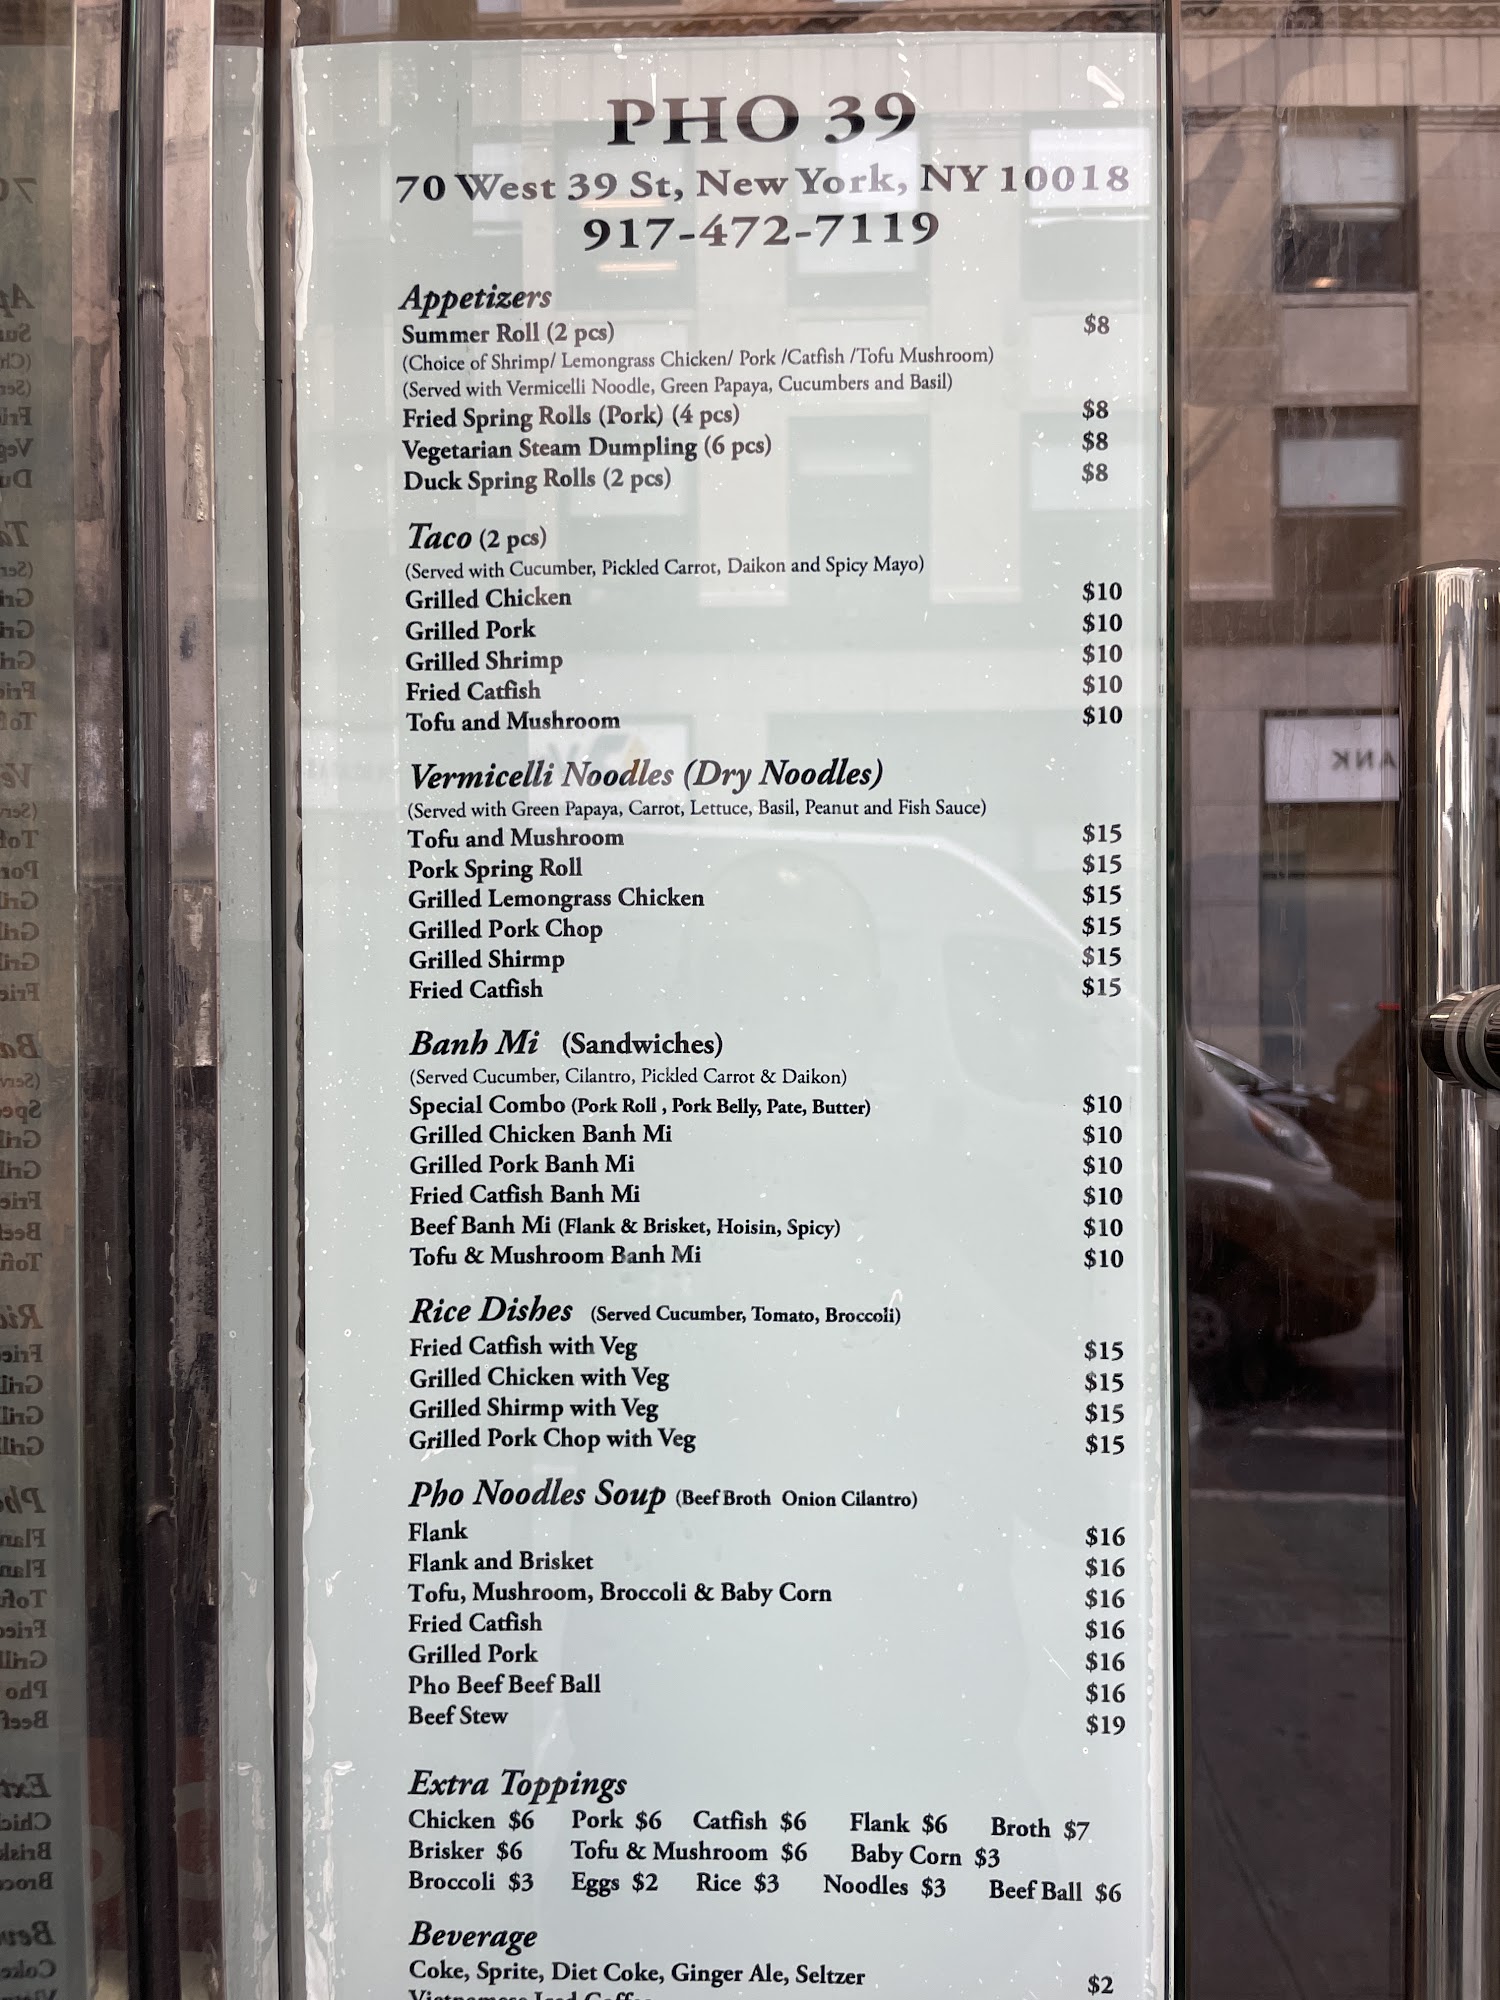 PHO 39
70 West 39 St, New York, NY 10018
917-472-7119
Appetizers
Summer Roll (2 pcs) $8
(Choice of Shrimp/ Lemongrass Chicken/ Pork /Catfish /Tofu Mushroom)
(Served with Vermicelli Noodle, Green Papaya, Cucumbers and Basil)
Fried Spring Rolls (Pork) (4 pcs) $8
Vegetarian Steam Dumpling (6 pcs) $8
Duck Spring Rolls (2 pcs) $8
Taco (2 pcs)
(Served with Cucumber, Pickled Carrot, Daikon and Spicy Mayo)
Grilled Chicken $10
Grilled Pork $10
Grilled Shrimp $10
Fried Catfish $10
Tofu and Mushroom $10
Vermicelli Noodles (Dry Noodles)
(Served with Green Papaya, Carrot, Lettuce, Basil, Peanut and Fish Sauce)
Tofu and Mushroom $15
Pork Spring Roll $15
Grilled Lemongrass Chicken $15
Grilled Pork Chop $15
Grilled Shirmp $15
Fried Catfish $15
Banh Mi (Sandwiches)
(Served Cucumber, Cilantro, Pickled Carrot & Daikon)
Special Combo (Pork Roll , Pork Belly, Pate, Butter) $10
Grilled Chicken Banh Mi $10
Grilled Pork Banh Mi $10
Fried Catfish Banh Mi $10
Beef Banh Mi (Flank & Brisket, Hoisin, Spicy) $10
Tofu & Mushroom Banh Mi $10
Rice Dishes (Served Cucumber, Tomato, Broccoli)
Fried Catfish with Veg $15
Grilled Chicken with Veg $15
Grilled Shirmp with Veg $15
Grilled Pork Chop with Veg $15
Pho Noodles Soup (Beef Broth Onion Cilantro)
Flank $16
Flank and Brisket $16
Tofu, Mushroom, Broccoli & Baby Corn $16
Fried Catfish $16
Grilled Pork $16
Pho Beef Beef Ball $16
Beef Stew $19
Extra Toppings
Chicken $6 Pork $6 Catfish $6 Flank $6 Broth $7
Brisker $6 Tofu & Mushroom $6 Baby Corn $3
Broccoli $3 Eggs $2 Rice $3 Noodles $3 Beef Ball $6
Beverage
Coke, Sprite, Diet Coke, Ginger Ale, Seltzer $2